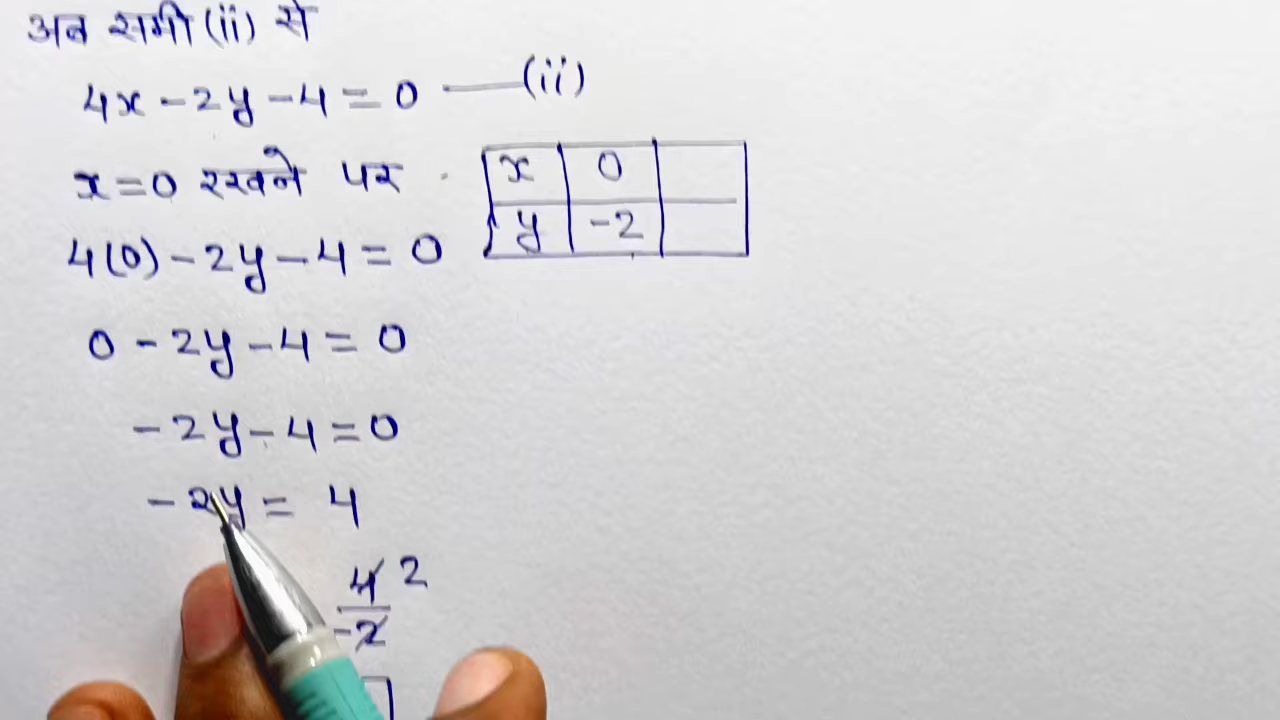 अब समी (ii) से
4x - 2y - 4 = 0 —— (ii)
x = 0 रखने पर
x 0
y -2
4(0) - 2y - 4 = 0
0 - 2y - 4 = 0
- 2y - 4 = 0
- 2y = 4
4 2
-2